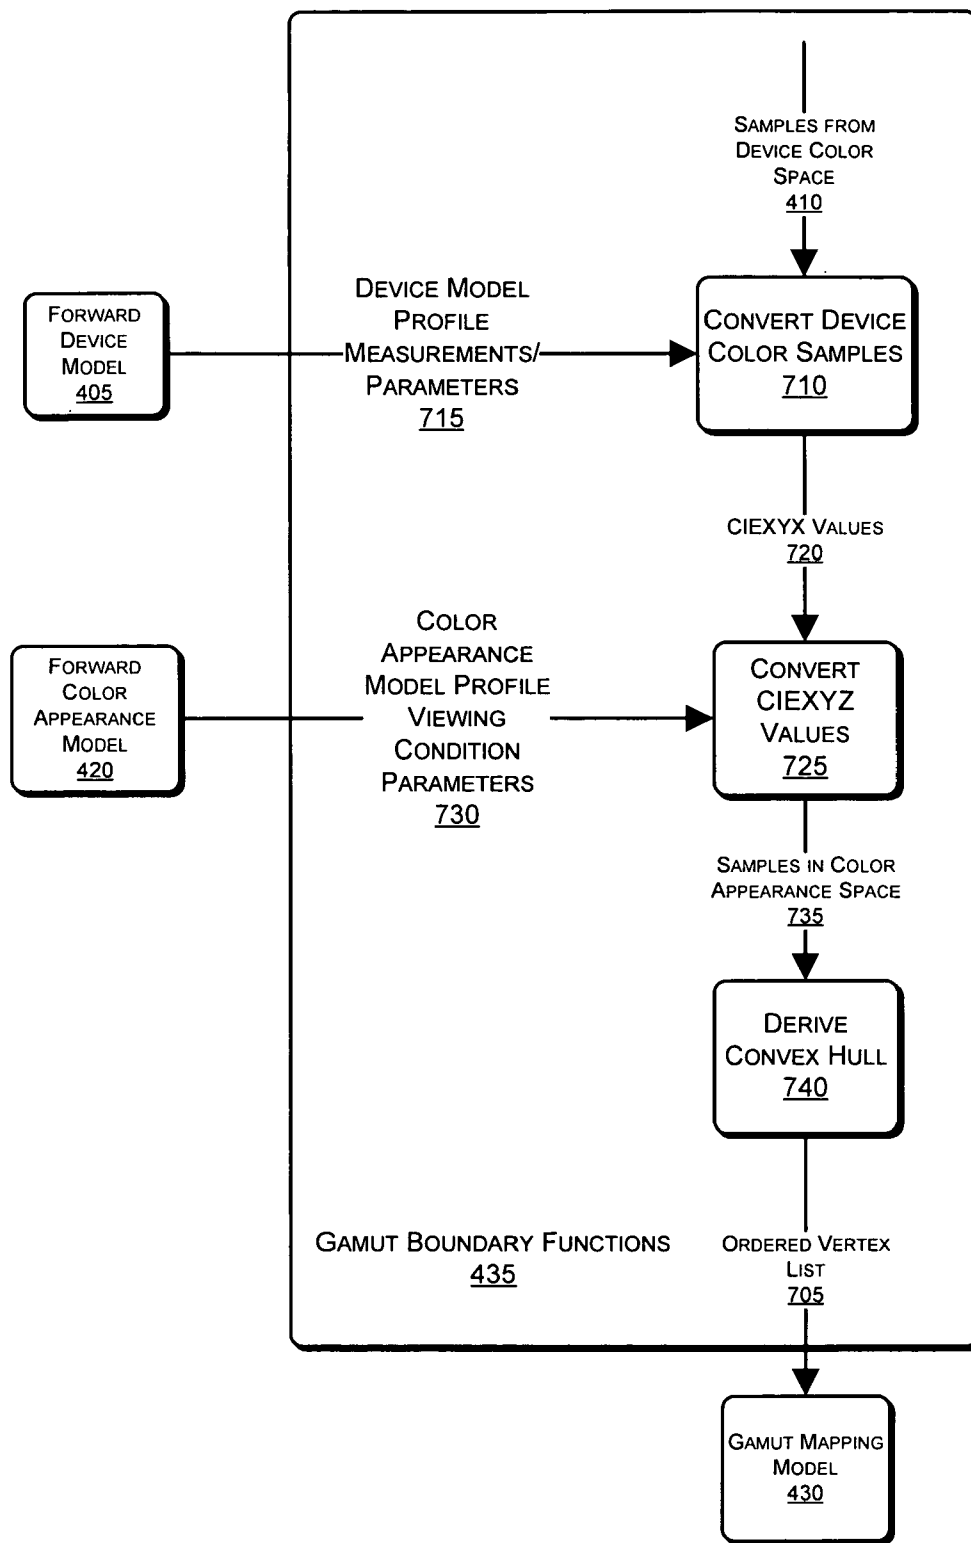 SAMPLES FROM
DEVICE COLOR
SPACE
410
FORWARD
DEVICE
MODEL
405
DEVICE MODEL
PROFILE
MEASUREMENTS/
PARAMETERS
715
CONVERT DEVICE
COLOR SAMPLES
710
CIEXYX VALUES
720
FORWARD
COLOR
APPEARANCE
MODEL
420
COLOR
APPEARANCE
MODEL PROFILE
VIEWING
CONDITION
PARAMETERS
730
CONVERT
CIEXYZ
VALUES
725
SAMPLES IN COLOR
APPEARANCE SPACE
735
DERIVE
CONVEX HULL
740
GAMUT BOUNDARY FUNCTIONS
435
ORDERED VERTEX
LIST
705
GAMUT MAPPING
MODEL
430